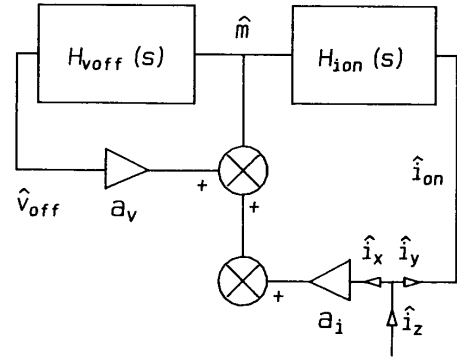 H_voff (s)
m̂
H_ion (s)
v̂_off
a_v
+
+
î_on
î_x
î_y
+
a_i
î_z